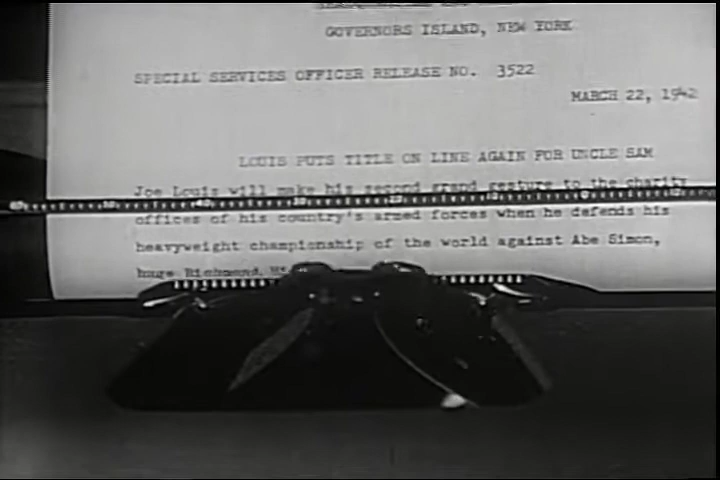 GOVERNORS ISLAND, NEW YORK
SPECIAL SERVICES OFFICER RELEASE NO. 3522
MARCH 22, 1942
LOUIS PUTS TITLE ON LINE AGAIN FOR UNCLE SAM
Joe Louis will make his second grand gesture to the charity
offices of his country's armed forces when he defends his
heavyweight championship of the world against Abe Simon,
huge Richmond